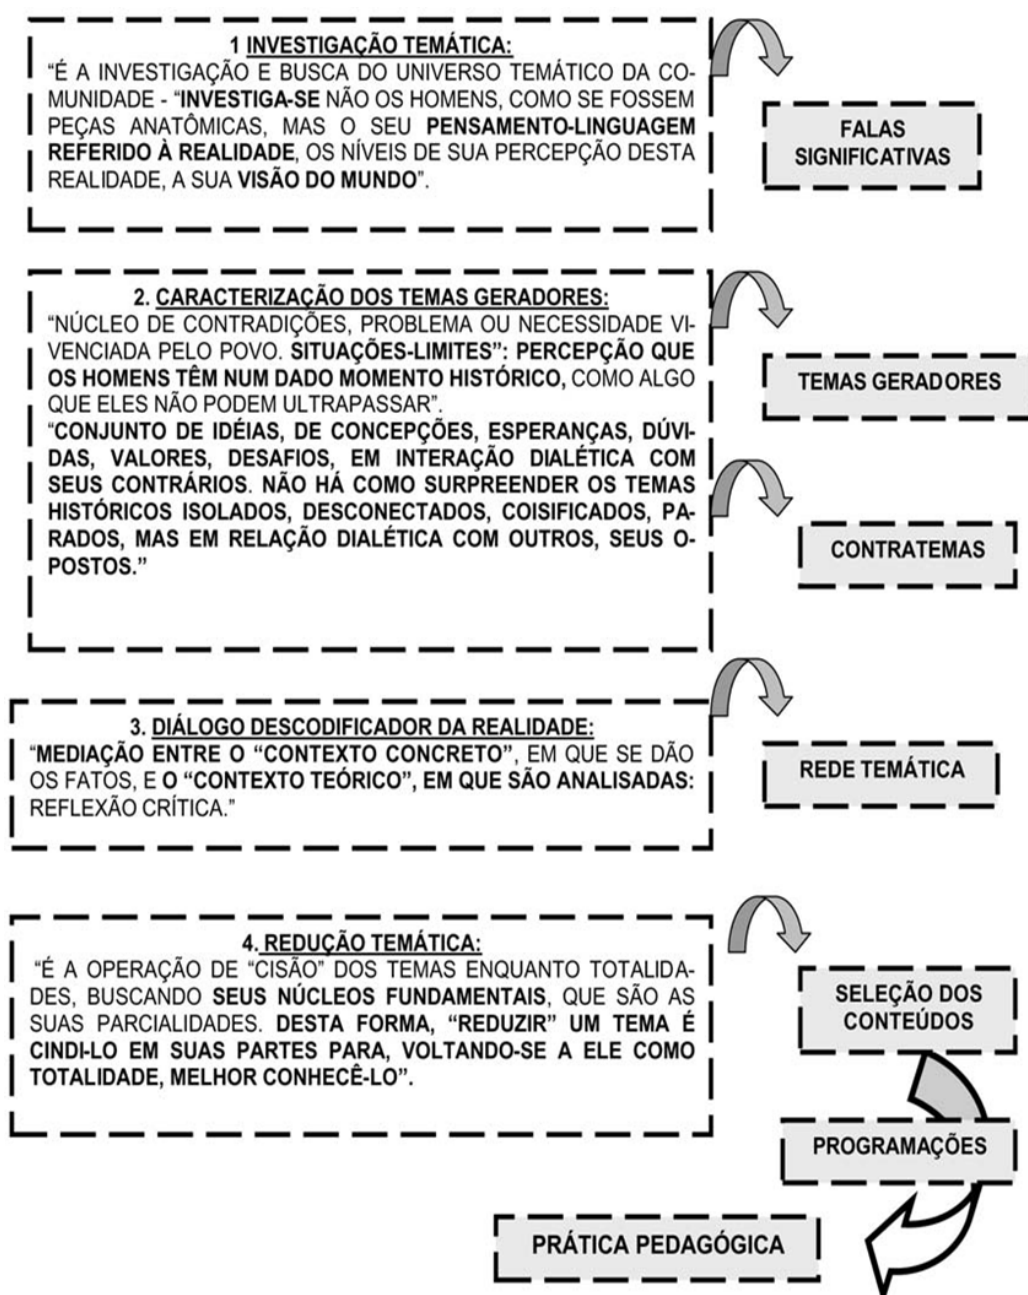 1 INVESTIGAÇÃO TEMÁTICA:
“É A INVESTIGAÇÃO E BUSCA DO UNIVERSO TEMÁTICO DA CO-
MUNIDADE - “INVESTIGA-SE NÃO OS HOMENS, COMO SE FOSSEM
PEÇAS ANATÔMICAS, MAS O SEU PENSAMENTO-LINGUAGEM
REFERIDO À REALIDADE, OS NÍVEIS DE SUA PERCEPÇÃO DESTA
REALIDADE, A SUA VISÃO DO MUNDO”.
FALAS
SIGNIFICATIVAS
2. CARACTERIZAÇÃO DOS TEMAS GERADORES:
“NÚCLEO DE CONTRADIÇÕES, PROBLEMA OU NECESSIDADE VI-
VENCIADA PELO POVO. SITUAÇÕES-LIMITES”: PERCEPÇÃO QUE
OS HOMENS TÊM NUM DADO MOMENTO HISTÓRICO, COMO ALGO
QUE ELES NÃO PODEM ULTRAPASSAR”.
“CONJUNTO DE IDÉIAS, DE CONCEPÇÕES, ESPERANÇAS, DÚVI-
DAS, VALORES, DESAFIOS, EM INTERAÇÃO DIALÉTICA COM
SEUS CONTRÁRIOS. NÃO HÁ COMO SURPREENDER OS TEMAS
HISTÓRICOS ISOLADOS, DESCONECTADOS, COISIFICADOS, PA-
RADOS, MAS EM RELAÇÃO DIALÉTICA COM OUTROS, SEUS O-
POSTOS.”
TEMAS GERADORES
CONTRATEMAS
3. DIÁLOGO DESCODIFICADOR DA REALIDADE:
“MEDIAÇÃO ENTRE O “CONTEXTO CONCRETO”, EM QUE SE DÃO
OS FATOS, E O “CONTEXTO TEÓRICO”, EM QUE SÃO ANALISADAS:
REFLEXÃO CRÍTICA.”
REDE TEMÁTICA
4. REDUÇÃO TEMÁTICA:
“É A OPERAÇÃO DE “CISÃO” DOS TEMAS ENQUANTO TOTALIDA-
DES, BUSCANDO SEUS NÚCLEOS FUNDAMENTAIS, QUE SÃO AS
SUAS PARCIALIDADES. DESTA FORMA, “REDUZIR” UM TEMA É
CINDI-LO EM SUAS PARTES PARA, VOLTANDO-SE A ELE COMO
TOTALIDADE, MELHOR CONHECÊ-LO”.
SELEÇÃO DOS
CONTEÚDOS
PROGRAMAÇÕES
PRÁTICA PEDAGÓGICA